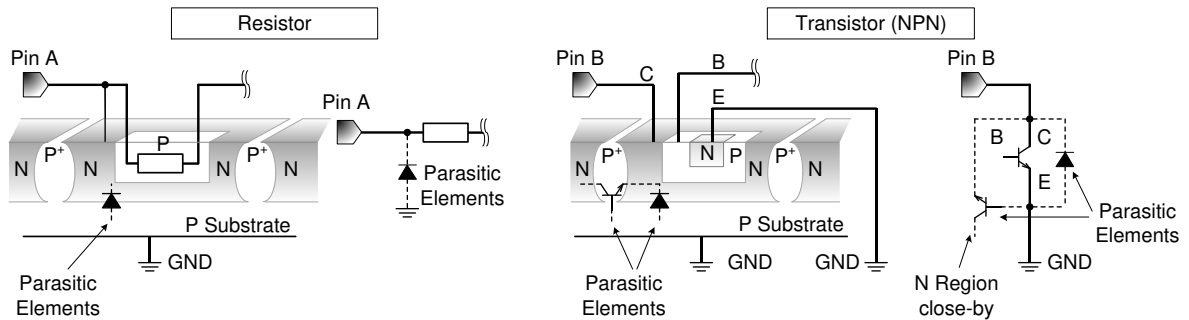 Resistor
Transistor (NPN)
Pin A
Pin A
N
P+
N
P
P+
N
N
Parasitic
Elements
P Substrate
GND
Parasitic
Elements
Pin B
C
B
E
N
P+
N
N
P
P+
N
N
P Substrate
GND
GND
Parasitic
Elements
Pin B
B
C
E
Parasitic
Elements
GND
N Region
close-by